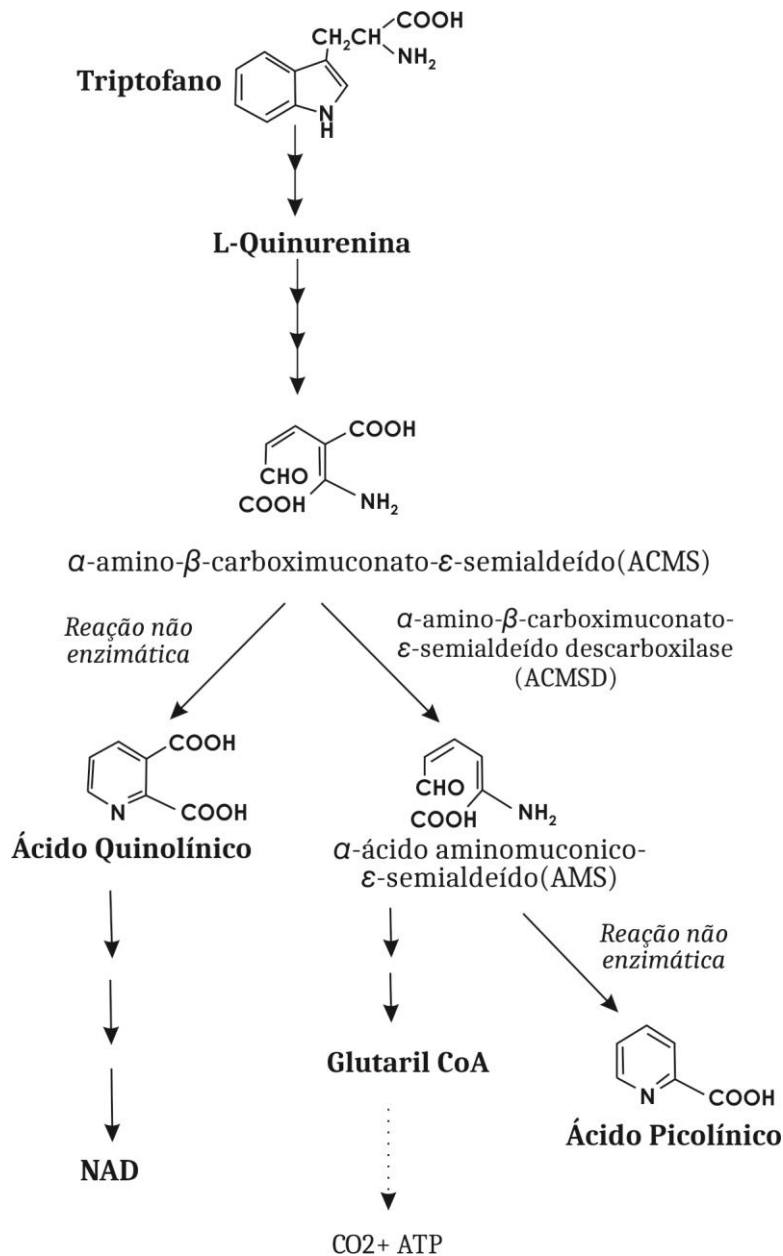 COOH
CH₂CH
NH₂
Triptofano
N
H
L-Quinurenina
COOH
CHO
COOH
NH₂
α-amino-β-carboximuconato-ε-semialdeído(ACMS)
Reação não
enzimática
α-amino-β-carboximuconato-
ε-semialdeído descarboxilase
(ACMSD)
COOH
N
COOH
Ácido Quinolínico
CHO
COOH
NH₂
α-ácido aminomuconico-
ε-semialdeído(AMS)
Reação não
enzimática
Glutaril CoA
N
COOH
Ácido Picolínico
NAD
CO2+ ATP